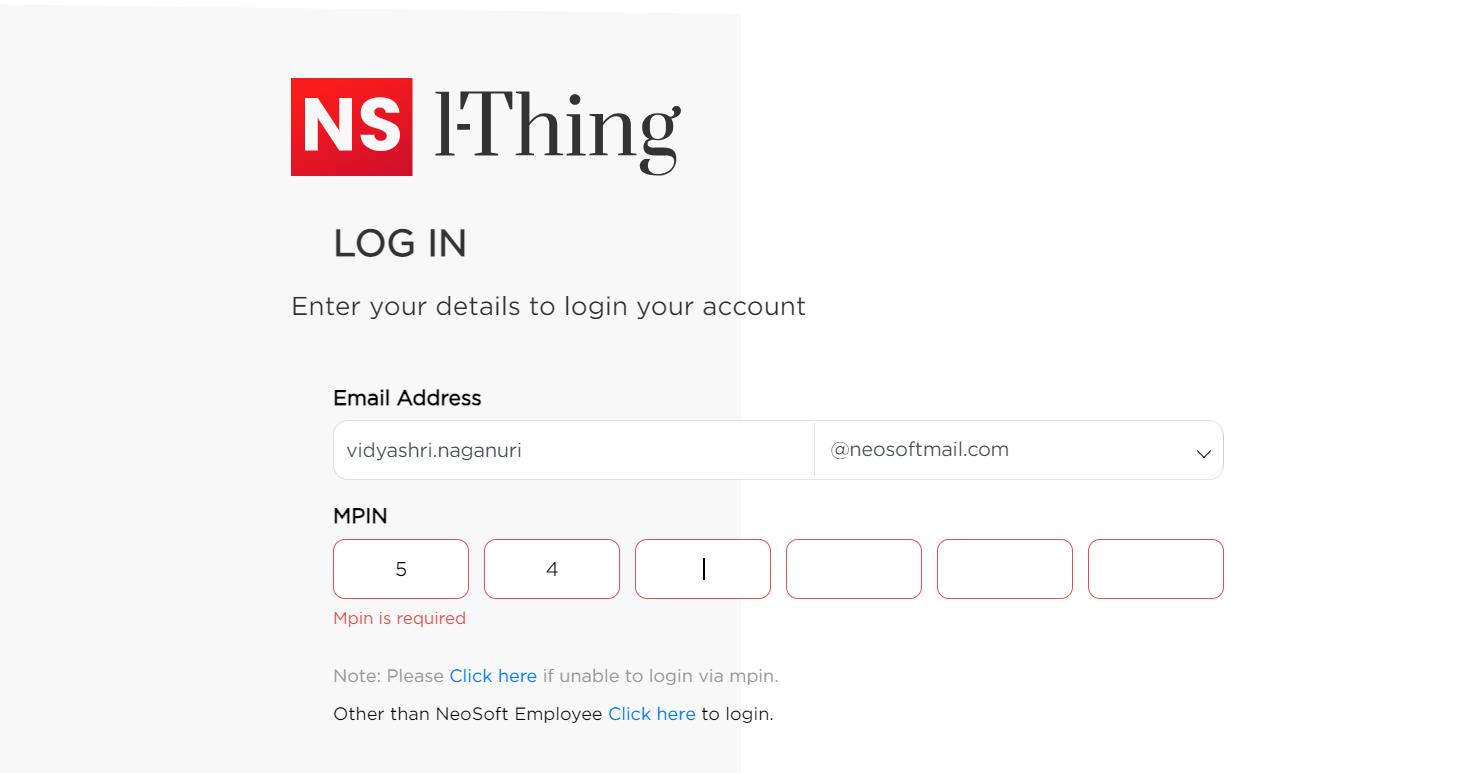 NS I-Thing
LOG IN
Enter your details to login your account
Email Address
vidyashri.naganuri @neosoftmail.com
MPIN
5 4
Mpin is required
Note: Please Click here if unable to login via mpin.
Other than NeoSoft Employee Click here to login.